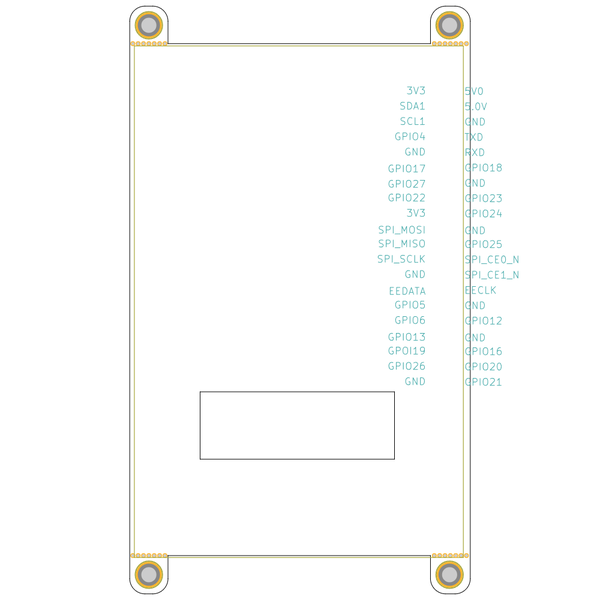 3V3 5V0
SDA1 5.0V
SCL1 GND
GPIO4 TXD
GND RXD
GPIO17 GPIO18
GPIO27 GND
GPIO22 GPIO23
3V3 GPIO24
SPI_MOSI GND
SPI_MISO GPIO25
SPI_SCLK SPI_CE0_N
GND SPI_CE1_N
EEDATA EECLK
GPIO5 GND
GPIO6 GPIO12
GPIO13 GND
GPOI19 GPIO16
GPIO26 GPIO20
GND GPIO21